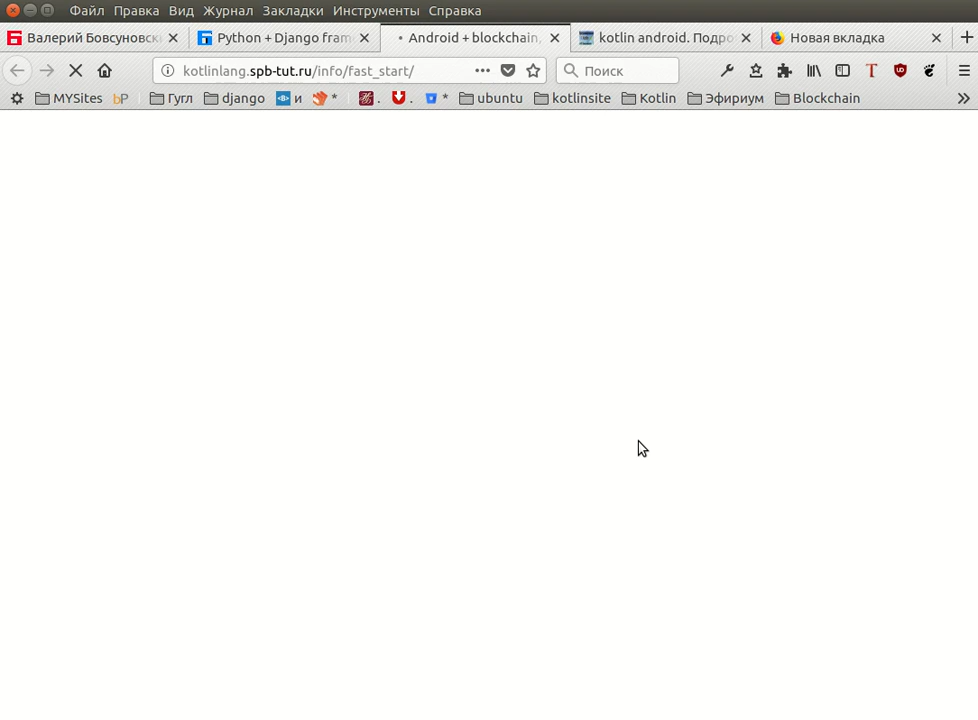 Файл Правка Вид Журнал Закладки Инструменты Справка
Валерий Бовсуновск Python + Django fram Android + blockchain, kotlin android. Подро Новая вкладка
kotlinlang.spb-tut.ru/info/fast_start/ Поиск
MYSites bP Гугл django и * . . * ubuntu kotlinsite Kotlin Эфириум Blockchain